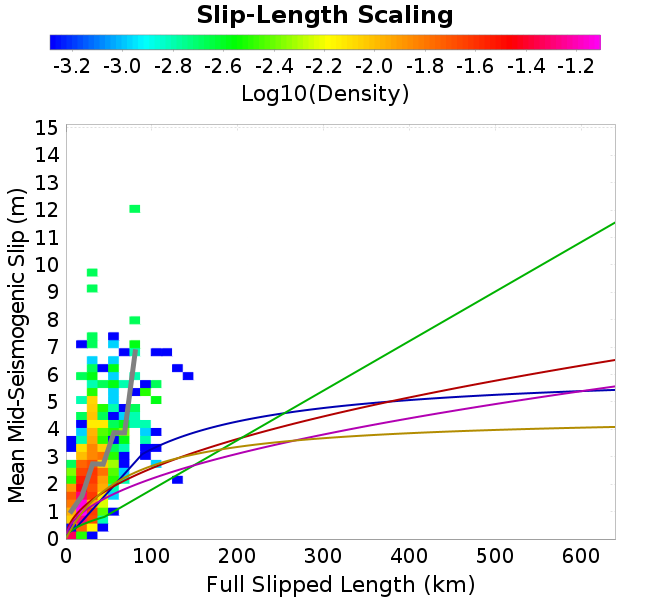 Slip-Length Scaling
-3.2 -3.0 -2.8 -2.6 -2.4 -2.2 -2.0 -1.8 -1.6 -1.4 -1.2
Log10(Density)
Mean Mid-Seismogenic Slip (m)
15
14
13
12
11
10
9
8
7
6
5
4
3
2
1
0
0 100 200 300 400 500 600
Full Slipped Length (km)